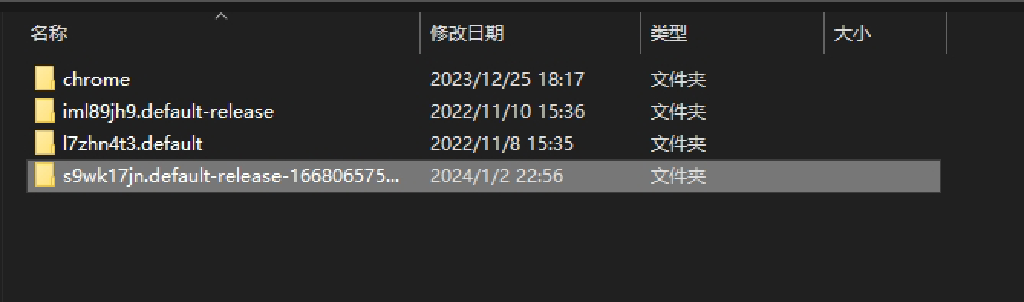 名称 修改日期 类型 大小
chrome 2023/12/25 18:17 文件夹
iml89jh9.default-release 2022/11/10 15:36 文件夹
l7zhn4t3.default 2022/11/8 15:35 文件夹
s9wk17jn.default-release-166806575... 2024/1/2 22:56 文件夹